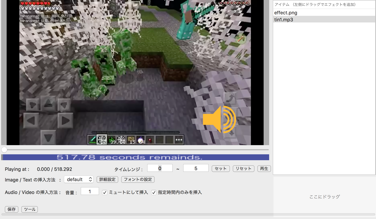 アイテム (左側にドラッグでエフェクトを追加)
effect.png
tin1.mp3
517.78 seconds remainds.
Playing at : 0.000 / 518.292
タイムレンジ : 0 ~ 5 セット リセット 再生
Image / Text の挿入方法 : default 詳細設定 フォントの設定
Audio / Video の挿入方法 : 音量 : 1 ✓ ミュートにして挿入 ✓ 指定時間内のみを挿入
ここにドラッグ
保存 ツール